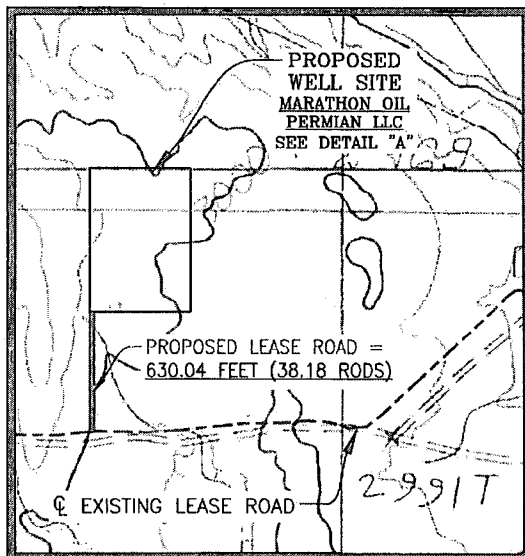 PROPOSED
WELL SITE
MARATHON OIL
PERMIAN LLC
SEE DETAIL "A"
PROPOSED LEASE ROAD =
630.04 FEET (38.18 RODS)
℄ EXISTING LEASE ROAD
2991T